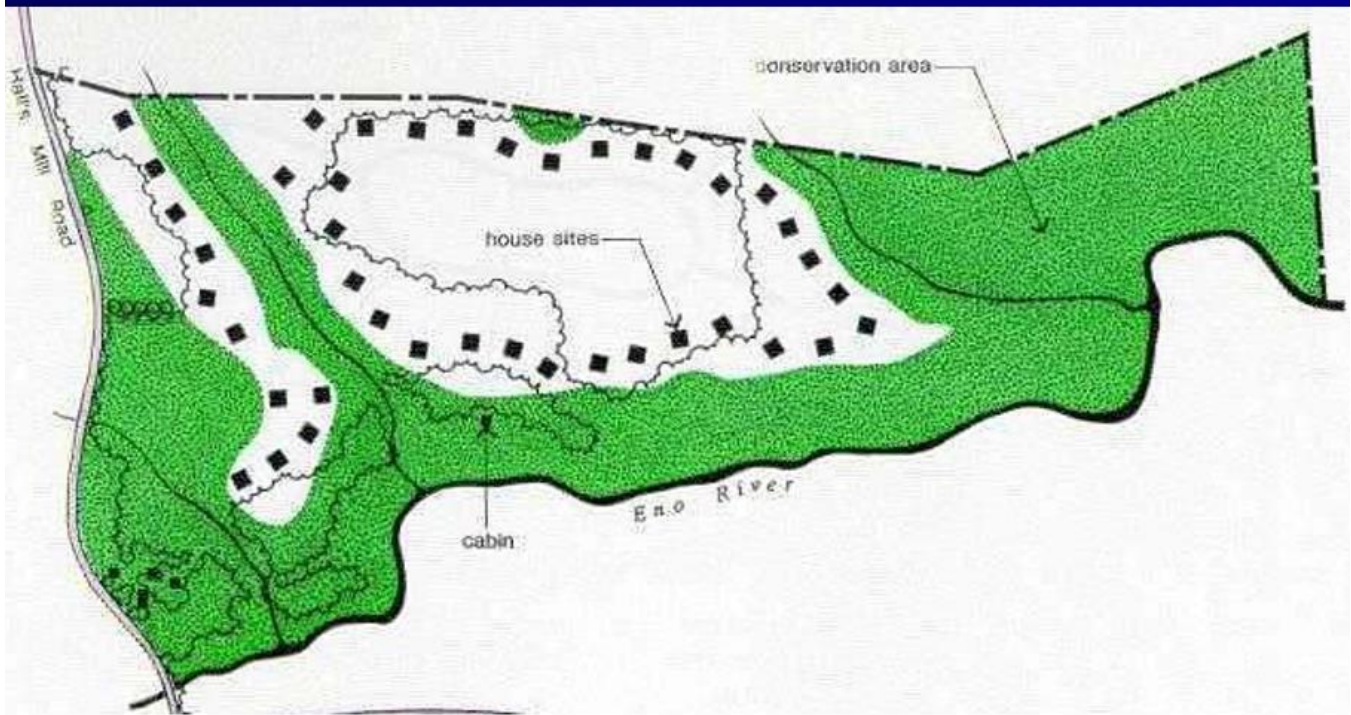 conservation area
Hall's Mill Road
house sites
Eno River
cabin